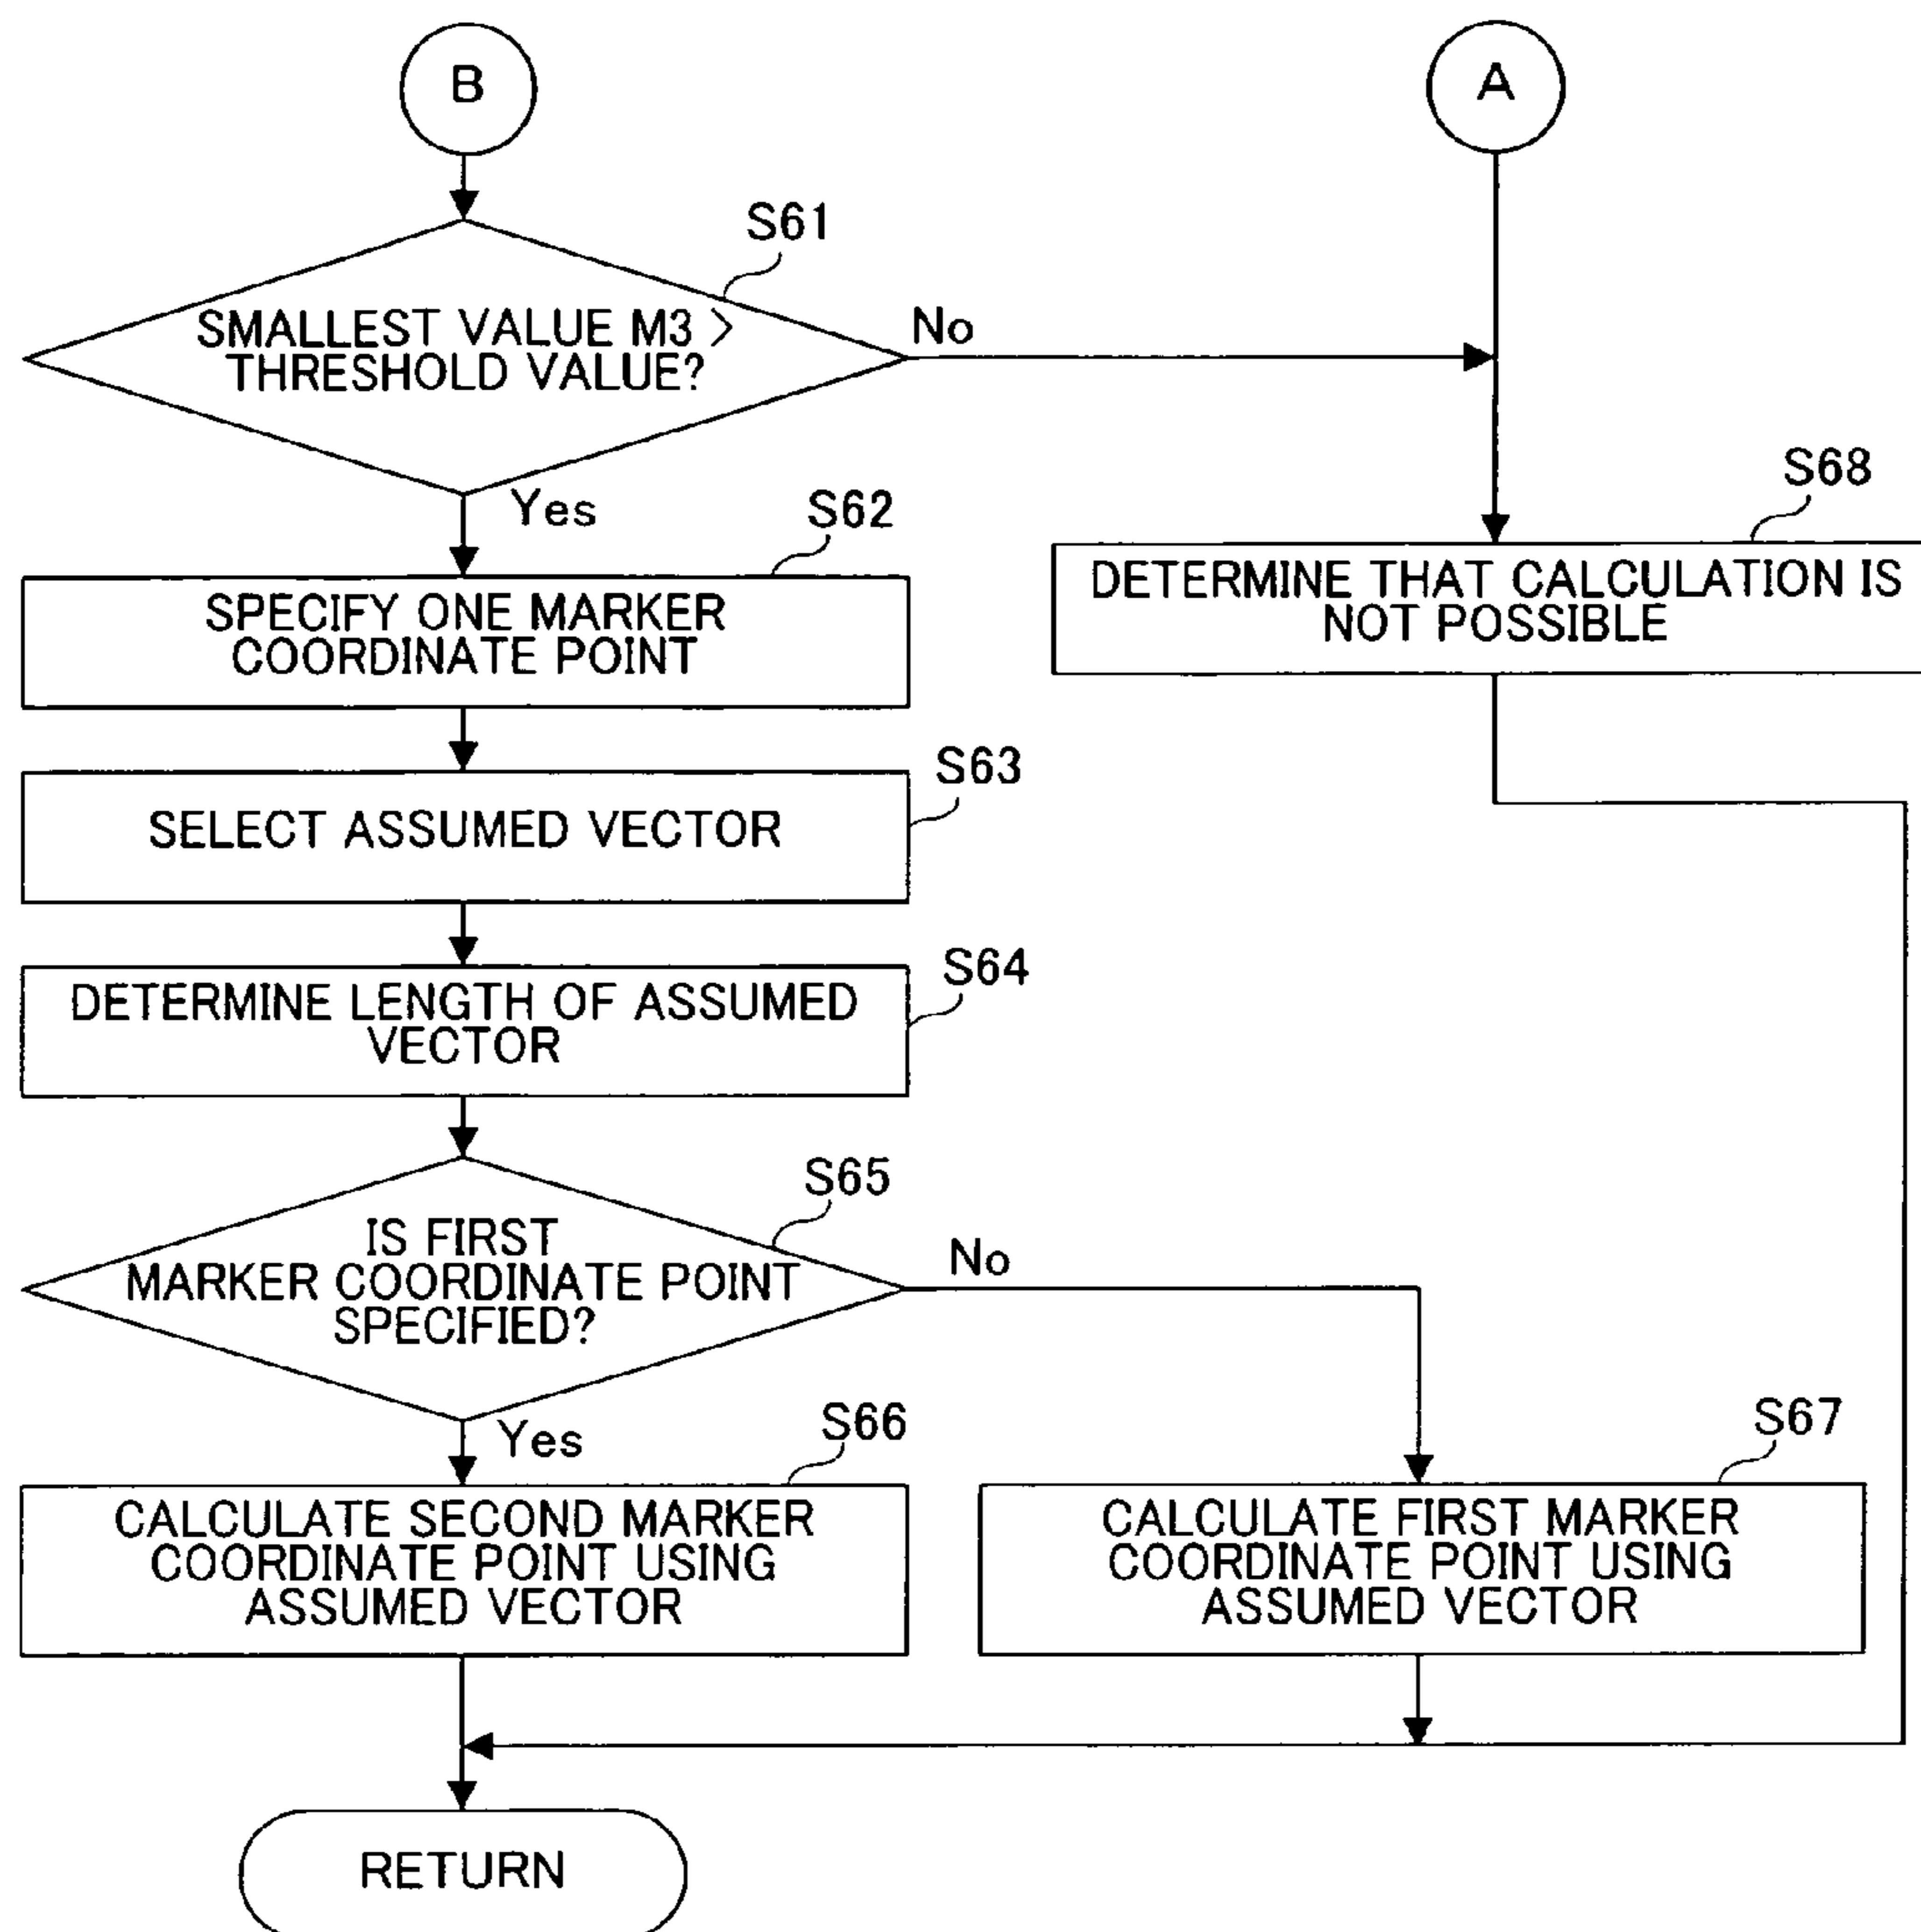 B
A
S61
SMALLEST VALUE M3 >
THRESHOLD VALUE?
No
Yes
S68
DETERMINE THAT CALCULATION IS
NOT POSSIBLE
S62
SPECIFY ONE MARKER
COORDINATE POINT
S63
SELECT ASSUMED VECTOR
S64
DETERMINE LENGTH OF ASSUMED
VECTOR
S65
IS FIRST
MARKER COORDINATE POINT
SPECIFIED?
No
Yes
S66
CALCULATE SECOND MARKER
COORDINATE POINT USING
ASSUMED VECTOR
S67
CALCULATE FIRST MARKER
COORDINATE POINT USING
ASSUMED VECTOR
RETURN